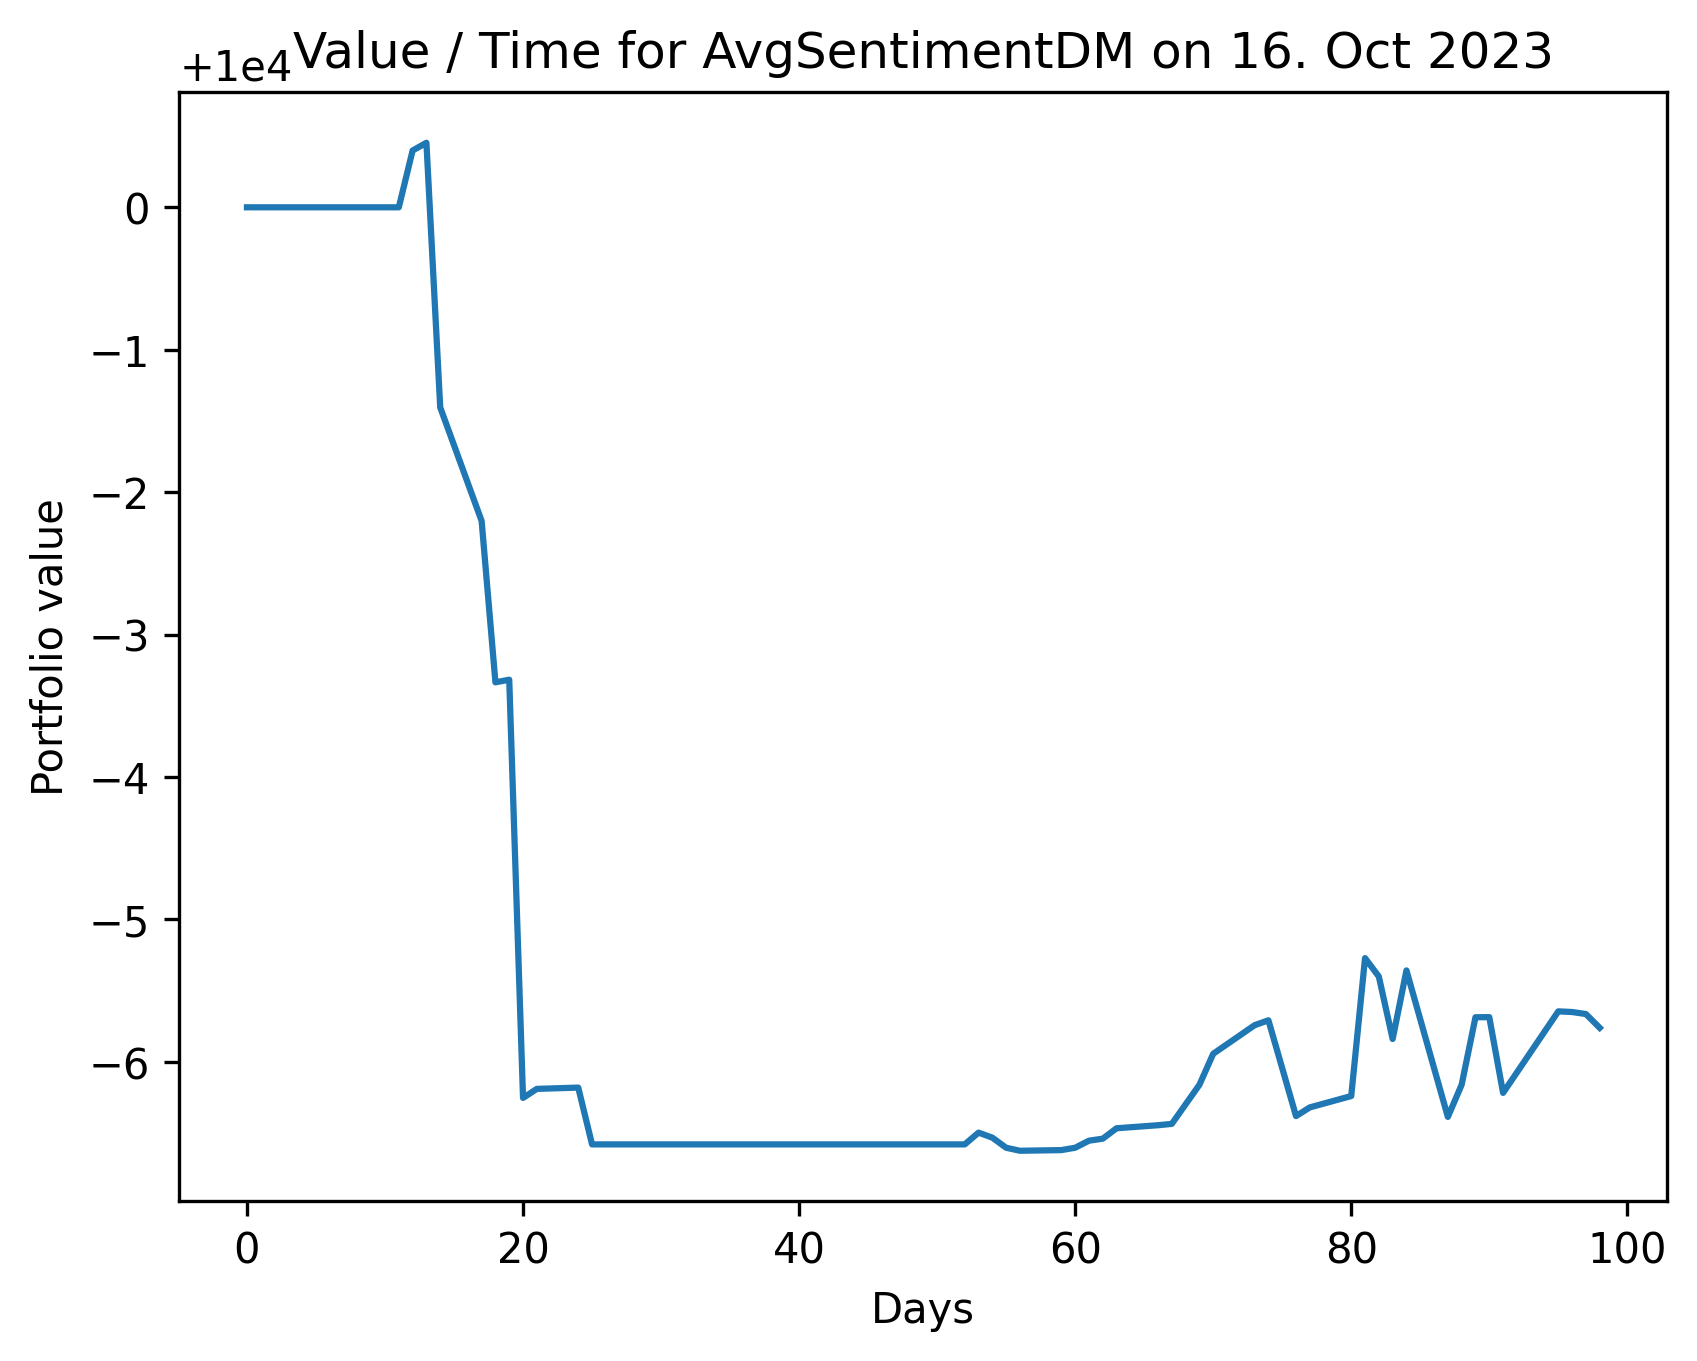 Value / Time for AvgSentimentDM on 16. Oct 2023
+1e4
0
−1
−2
−3
−4
−5
−6
Portfolio value
0 20 40 60 80 100
Days